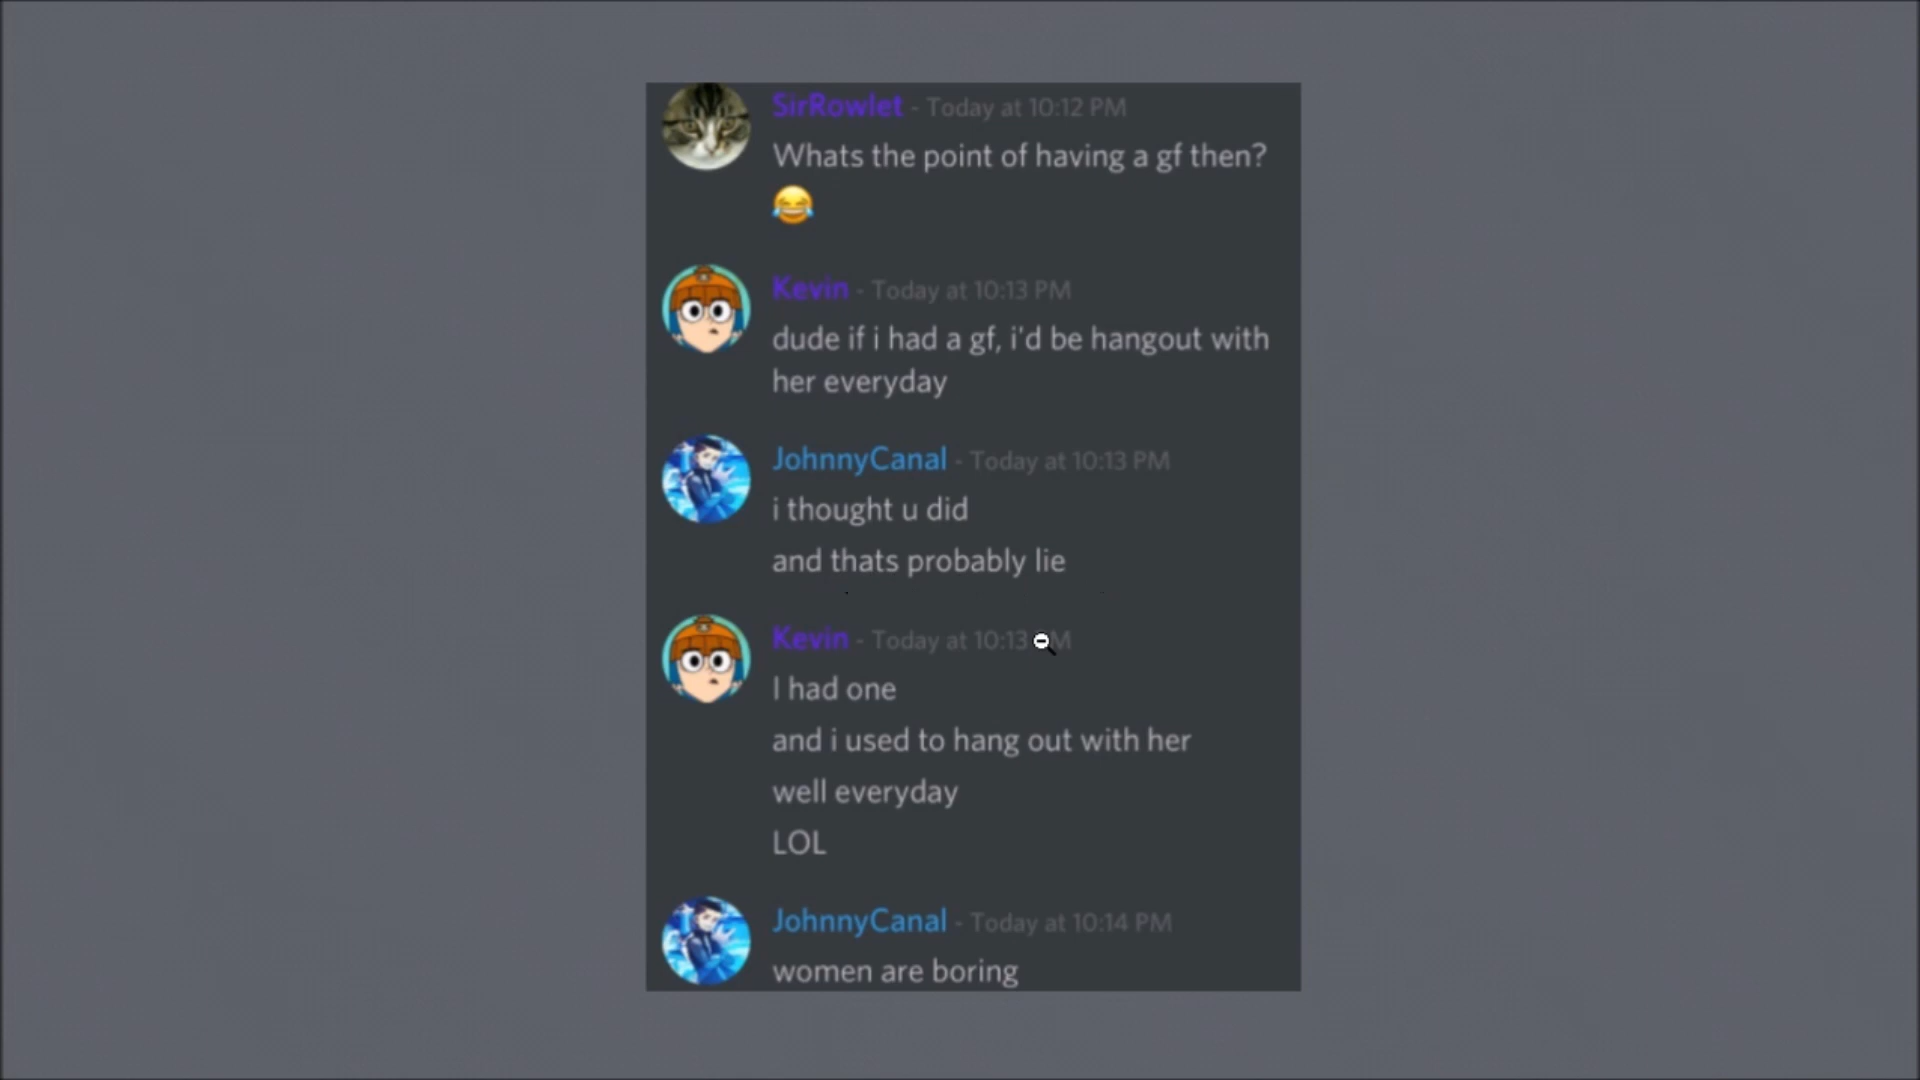 SirRowlet - Today at 10:12 PM
Whats the point of having a gf then?
😂
Kevin - Today at 10:13 PM
dude if i had a gf, i'd be hangout with
her everyday
JohnnyCanal - Today at 10:13 PM
i thought u did
and thats probably lie
Kevin - Today at 10:13 M
I had one
and i used to hang out with her
well everyday
LOL
JohnnyCanal - Today at 10:14 PM
women are boring